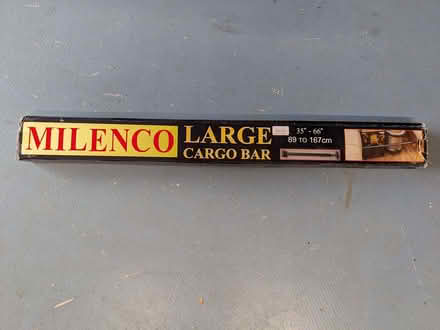 MILENCO
LARGE
CARGO BAR
35" - 66"
89 TO 167cm